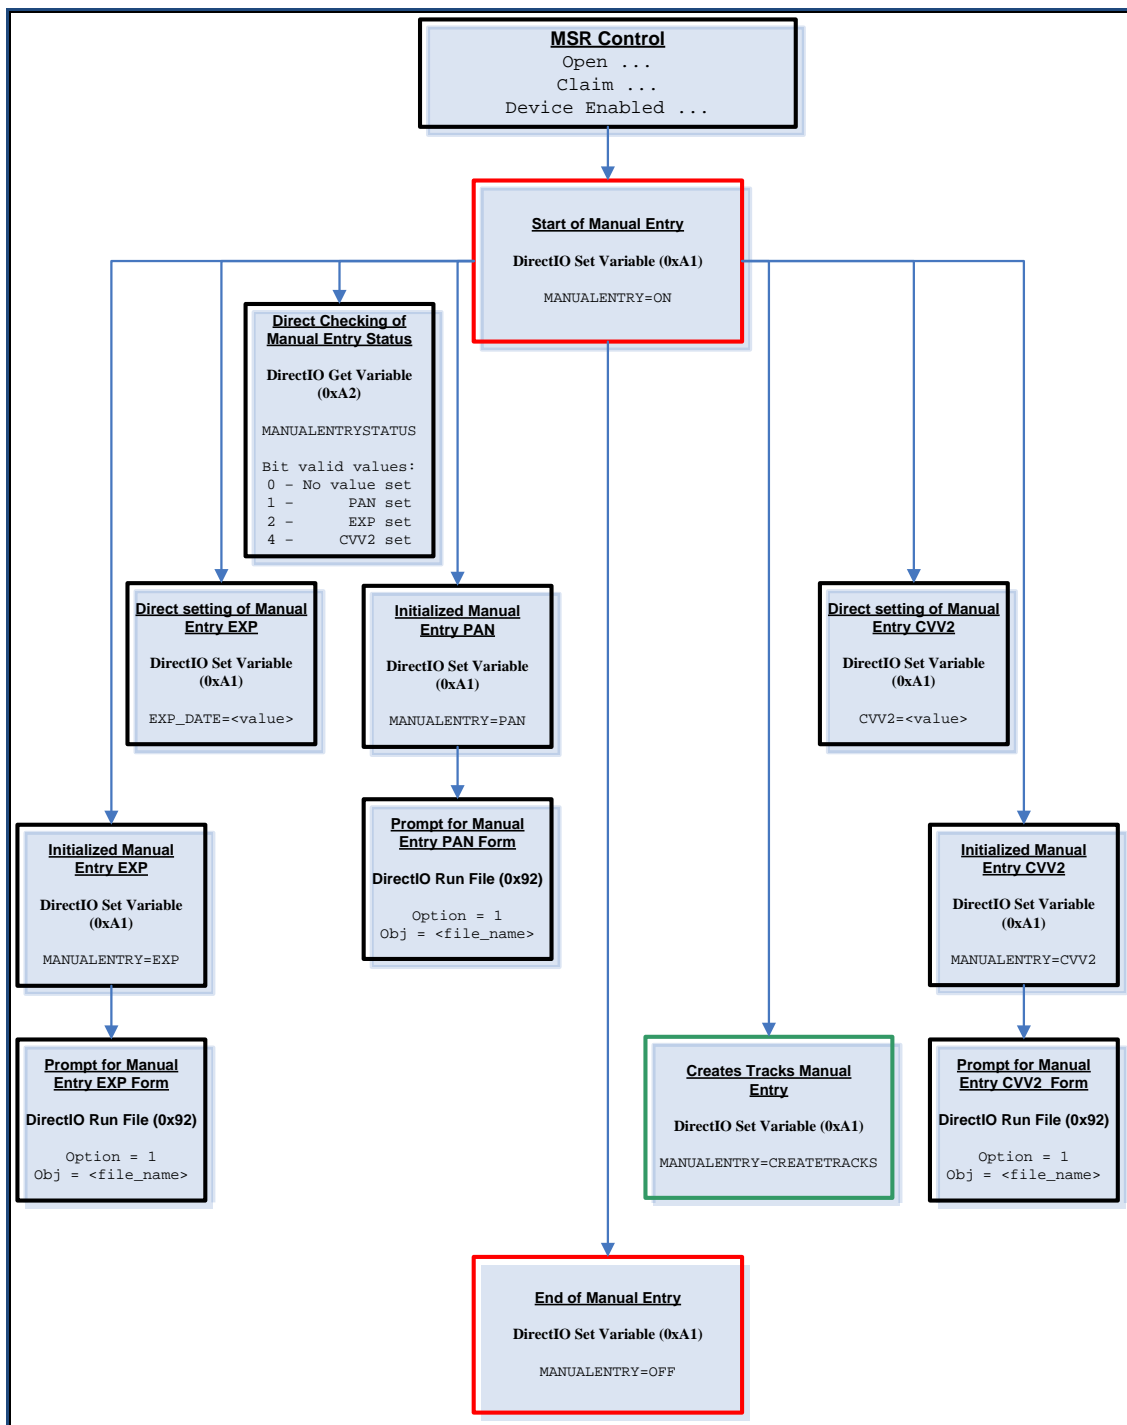 MSR Control
Open ...
Claim ...
Device Enabled ...
Start of Manual Entry
DirectIO Set Variable (0xA1)
MANUALENTRY=ON
Direct Checking of
Manual Entry Status
DirectIO Get Variable
(0xA2)
MANUALENTRYSTATUS
Bit valid values:
0 – No value set
1 – PAN set
2 – EXP set
4 – CVV2 set
Direct setting of Manual
Entry EXP
DirectIO Set Variable
(0xA1)
EXP_DATE=<value>
Initialized Manual
Entry PAN
DirectIO Set Variable
(0xA1)
MANUALENTRY=PAN
Direct setting of Manual
Entry CVV2
DirectIO Set Variable
(0xA1)
CVV2=<value>
Prompt for Manual
Entry PAN Form
DirectIO Run File (0x92)
Option = 1
Obj = <file_name>
Initialized Manual
Entry EXP
DirectIO Set Variable
(0xA1)
MANUALENTRY=EXP
Initialized Manual
Entry CVV2
DirectIO Set Variable
(0xA1)
MANUALENTRY=CVV2
Prompt for Manual
Entry EXP Form
DirectIO Run File (0x92)
Option = 1
Obj = <file_name>
Creates Tracks Manual
Entry
DirectIO Set Variable (0xA1)
MANUALENTRY=CREATETRACKS
Prompt for Manual
Entry CVV2 Form
DirectIO Run File (0x92)
Option = 1
Obj = <file_name>
End of Manual Entry
DirectIO Set Variable (0xA1)
MANUALENTRY=OFF